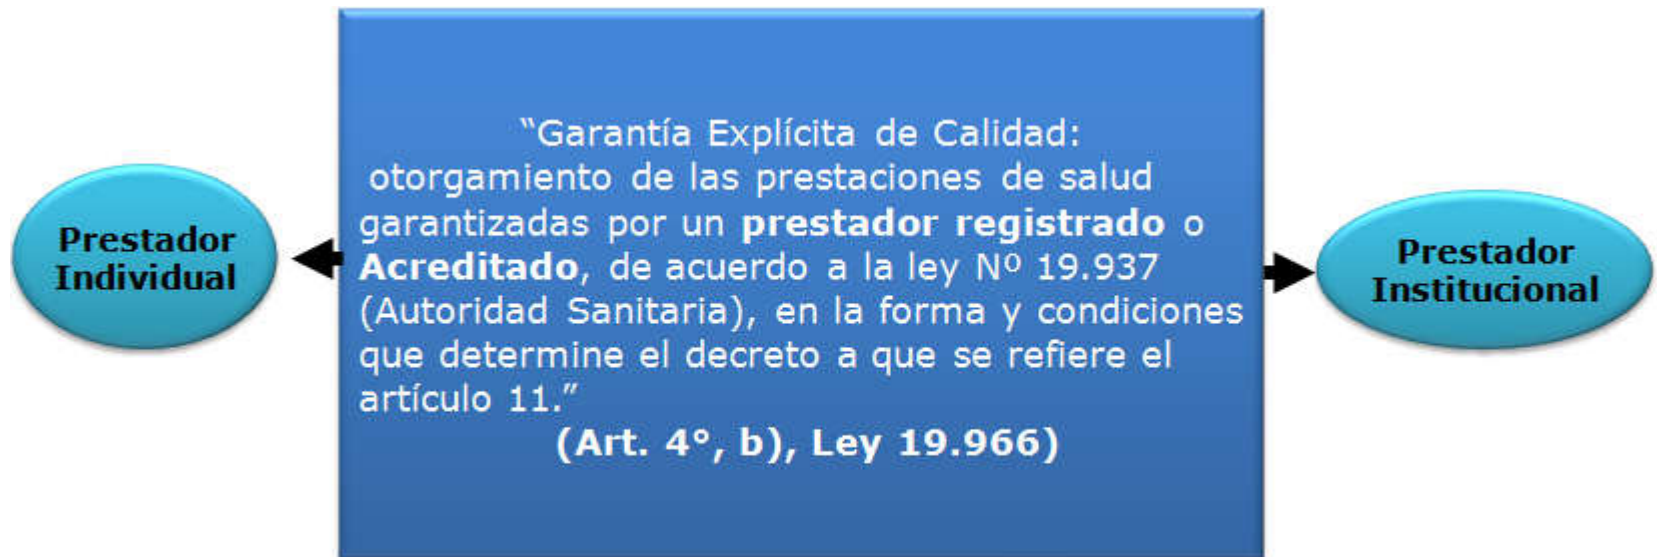 Prestador
Individual
“Garantía Explícita de Calidad:
otorgamiento de las prestaciones de salud
garantizadas por un prestador registrado o
Acreditado, de acuerdo a la ley Nº 19.937
(Autoridad Sanitaria), en la forma y condiciones
que determine el decreto a que se refiere el
artículo 11.”
(Art. 4°, b), Ley 19.966)
Prestador
Institucional